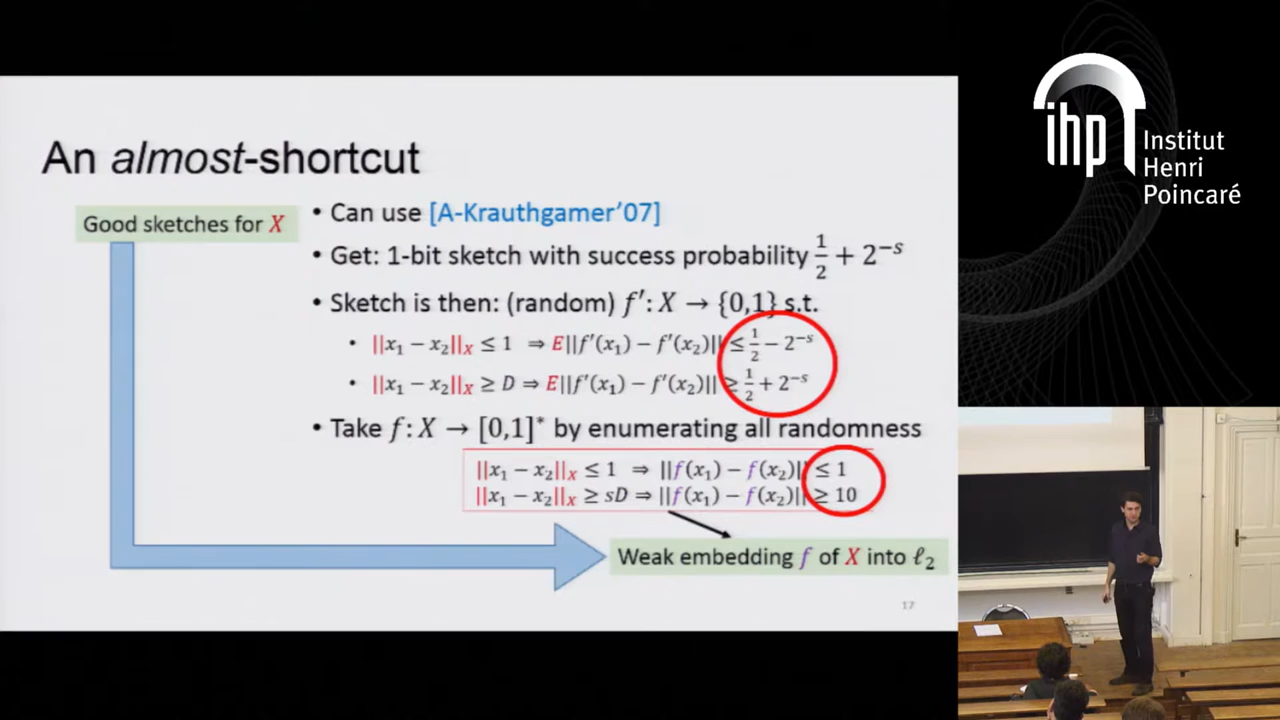 An almost-shortcut
Good sketches for X
• Can use [A-Krauthgamer'07]
• Get: 1-bit sketch with success probability 1/2 + 2^{-s}
• Sketch is then: (random) f′: X → {0,1} s.t.
• ||x₁ − x₂||_X ≤ 1 ⇒ E||f′(x₁) − f′(x₂)|| ≤ 1/2 − 2^{-s}
• ||x₁ − x₂||_X ≥ D ⇒ E||f′(x₁) − f′(x₂)|| ≥ 1/2 + 2^{-s}
• Take f: X → [0,1]* by enumerating all randomness
||x₁ − x₂||_X ≤ 1 ⇒ ||f(x₁) − f(x₂)|| ≤ 1
||x₁ − x₂||_X ≥ sD ⇒ ||f(x₁) − f(x₂)|| ≥ 10
Weak embedding f of X into ℓ₂
17
ihp
Institut
Henri
Poincaré